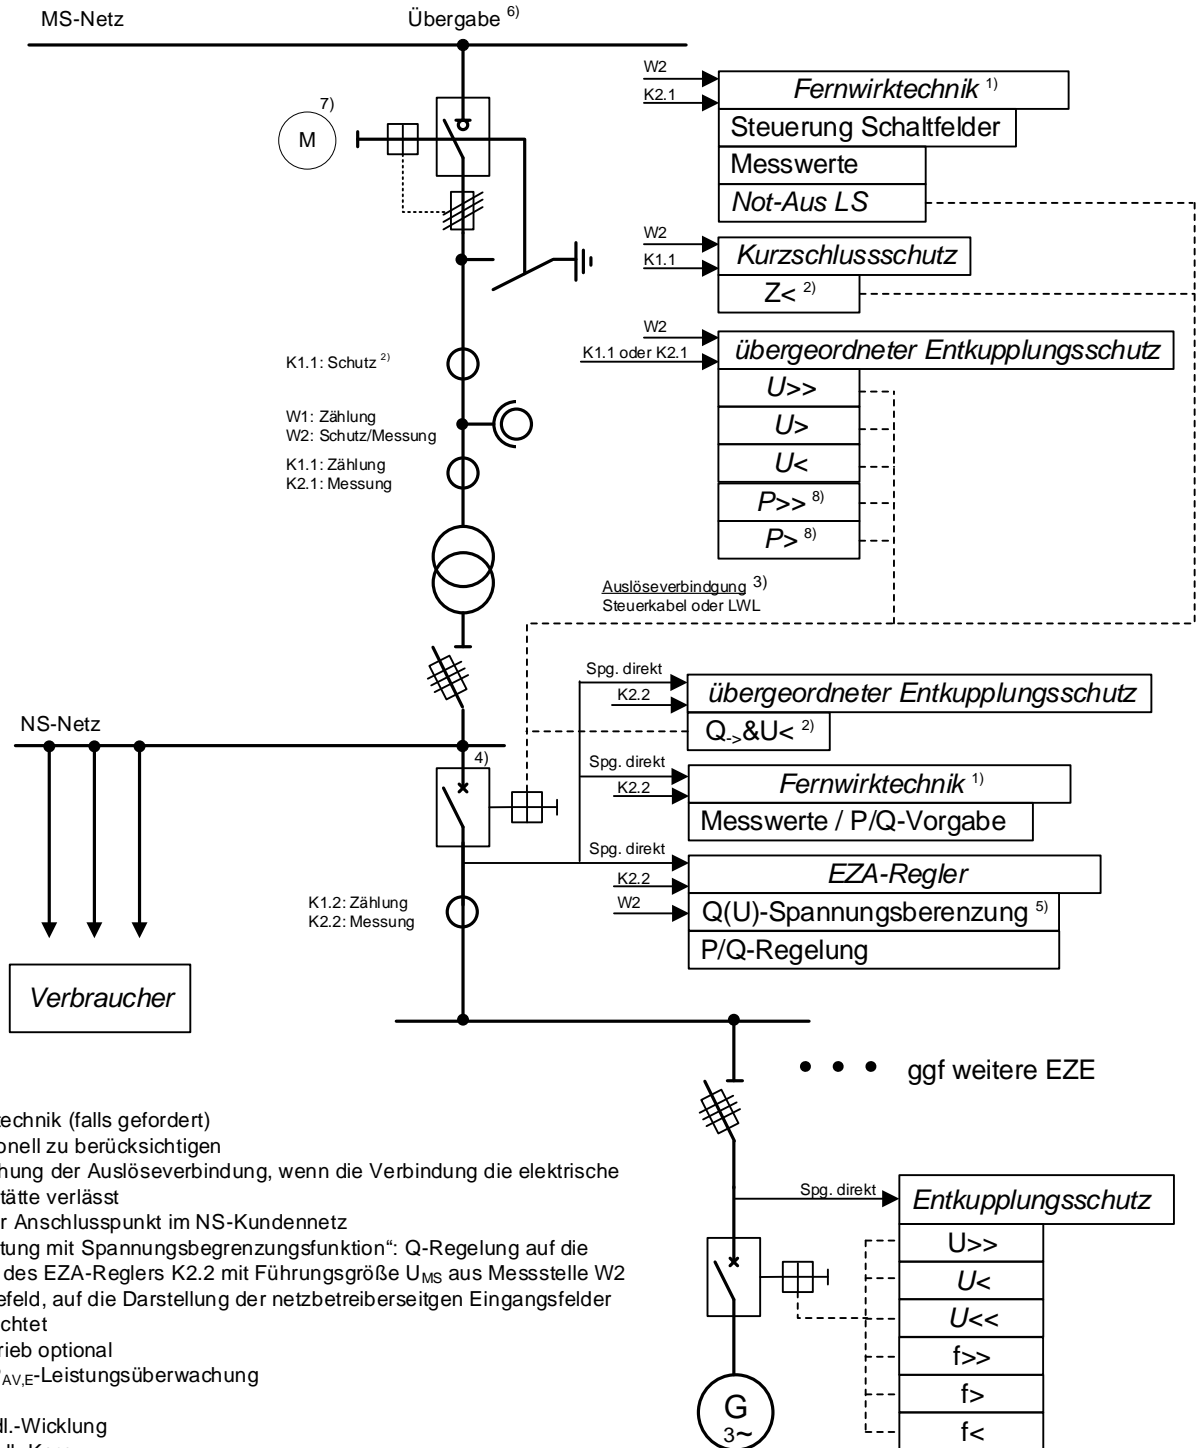 MS-Netz
Übergabe 6)
7)
M
W2
K2.1
Fernwirktechnik 1)
Steuerung Schaltfelder
Messwerte
Not-Aus LS
W2
K1.1
Kurzschlussschutz
Z< 2)
W2
K1.1 oder K2.1
übergeordneter Entkupplungsschutz
U>>
U>
U<
P>> 8)
P> 8)
K1.1: Schutz 2)
W1: Zählung
W2: Schutz/Messung
K1.1: Zählung
K2.1: Messung
Auslöseverbindgung 3)
Steuerkabel oder LWL
Spg. direkt
K2.2
übergeordneter Entkupplungsschutz
Q->&U< 2)
NS-Netz
4)
Spg. direkt
K2.2
Fernwirktechnik 1)
Messwerte / P/Q-Vorgabe
Spg. direkt
K2.2
W2
EZA-Regler
Q(U)-Spannungsberenzung 5)
P/Q-Regelung
K1.2: Zählung
K2.2: Messung
Verbraucher
ggf weitere EZE
technik (falls gefordert)
onell zu berücksichtigen
hung der Auslöseverbindung, wenn die Verbindung die elektrische
tätte verlässt
r Anschlusspunkt im NS-Kundennetz
tung mit Spannungsbegrenzungsfunktion“: Q-Regelung auf die
des EZA-Reglers K2.2 mit Führungsgröße UMS aus Messstelle W2
efeld, auf die Darstellung der netzbetreiberseitgen Eingangsfelder
chtet
rieb optional
AV,E-Leistungsüberwachung
dl.-Wicklung
Spg. direkt
Entkupplungsschutz
U>>
U<
U<<
f>>
f>
f<
G
3~